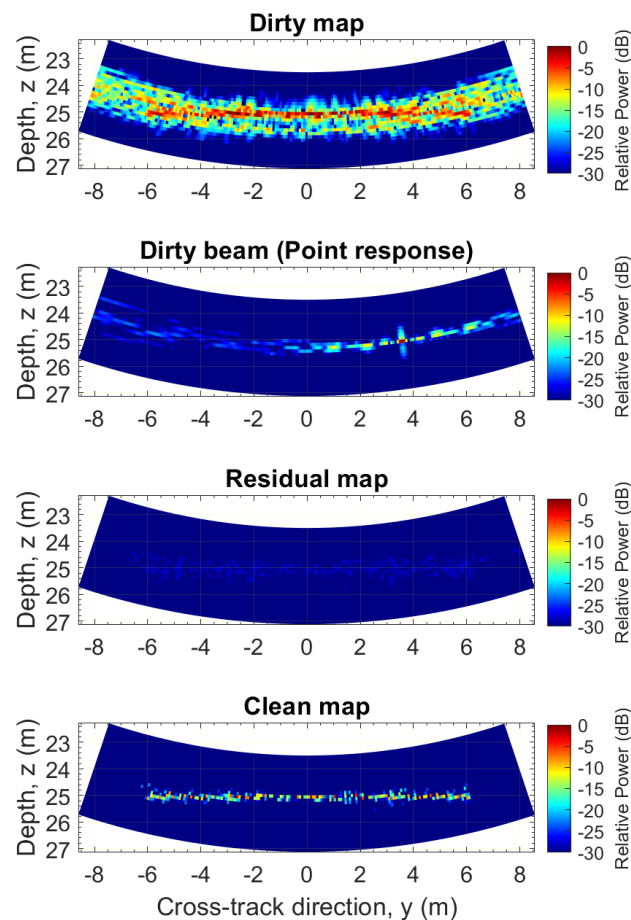 Dirty map
Depth, z (m)
23
24
25
26
27
-8 -6 -4 -2 0 2 4 6 8
0
-5
-10
-15
-20
-25
-30
Relative Power (dB)
Dirty beam (Point response)
Depth, z (m)
23
24
25
26
27
-8 -6 -4 -2 0 2 4 6 8
0
-5
-10
-15
-20
-25
-30
Relative Power (dB)
Residual map
Depth, z (m)
23
24
25
26
27
-8 -6 -4 -2 0 2 4 6 8
0
-5
-10
-15
-20
-25
-30
Relative Power (dB)
Clean map
Depth, z (m)
23
24
25
26
27
-8 -6 -4 -2 0 2 4 6 8
0
-5
-10
-15
-20
-25
-30
Relative Power (dB)
Cross-track direction, y (m)